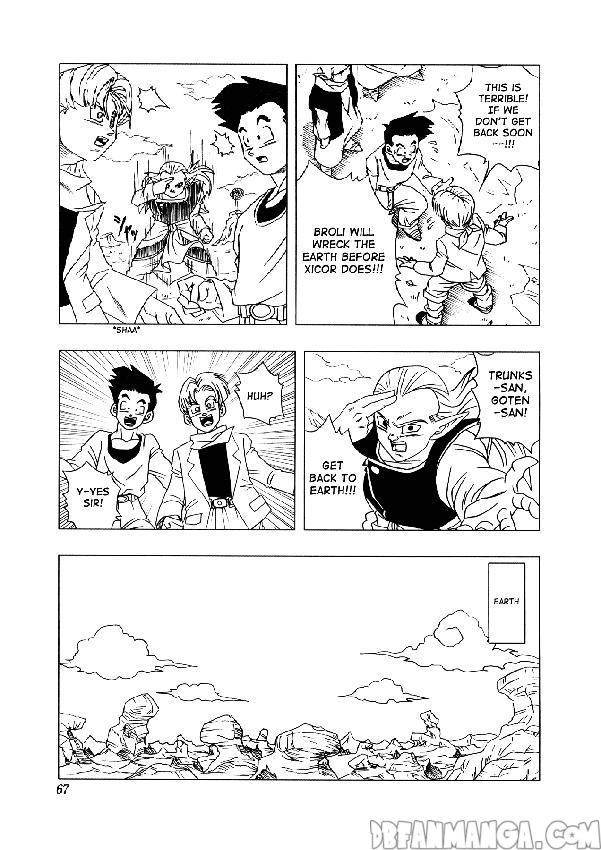 THIS IS
TERRIBLE!
IF WE
DON'T GET
BACK SOON
---!!!
BROLI WILL
WRECK THE
EARTH BEFORE
XICOR DOES!!!
*SHAA*
TRUNKS
-SAN,
GOTEN
-SAN!
GET
BACK TO
EARTH!!!
HUH?
Y-YES
SIR!
EARTH
67
DBFANMANGA.COM